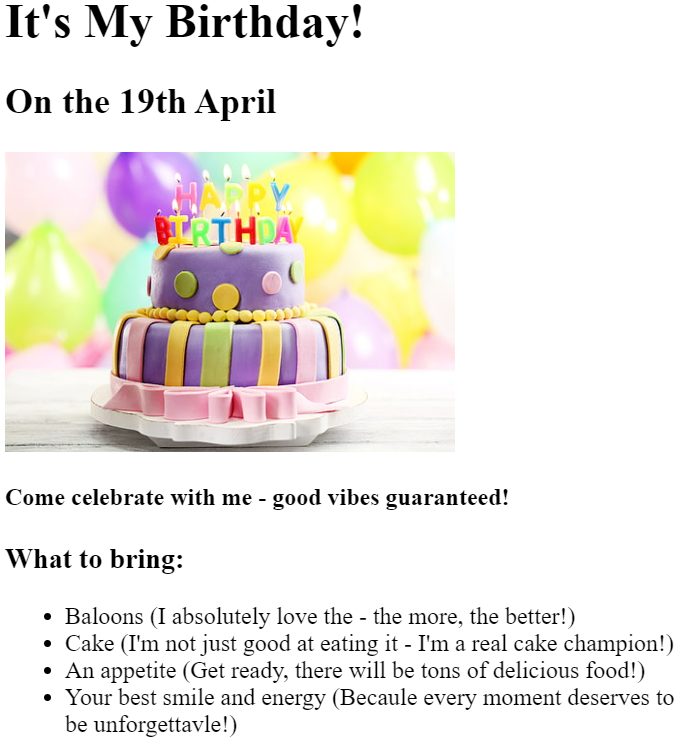 It's My Birthday!
On the 19th April
HAPPY
BIRTHDAY
Come celebrate with me - good vibes guaranteed!
What to bring:
• Baloons (I absolutely love the - the more, the better!)
• Cake (I'm not just good at eating it - I'm a real cake champion!)
• An appetite (Get ready, there will be tons of delicious food!)
• Your best smile and energy (Becaule every moment deserves to
be unforgettavle!)